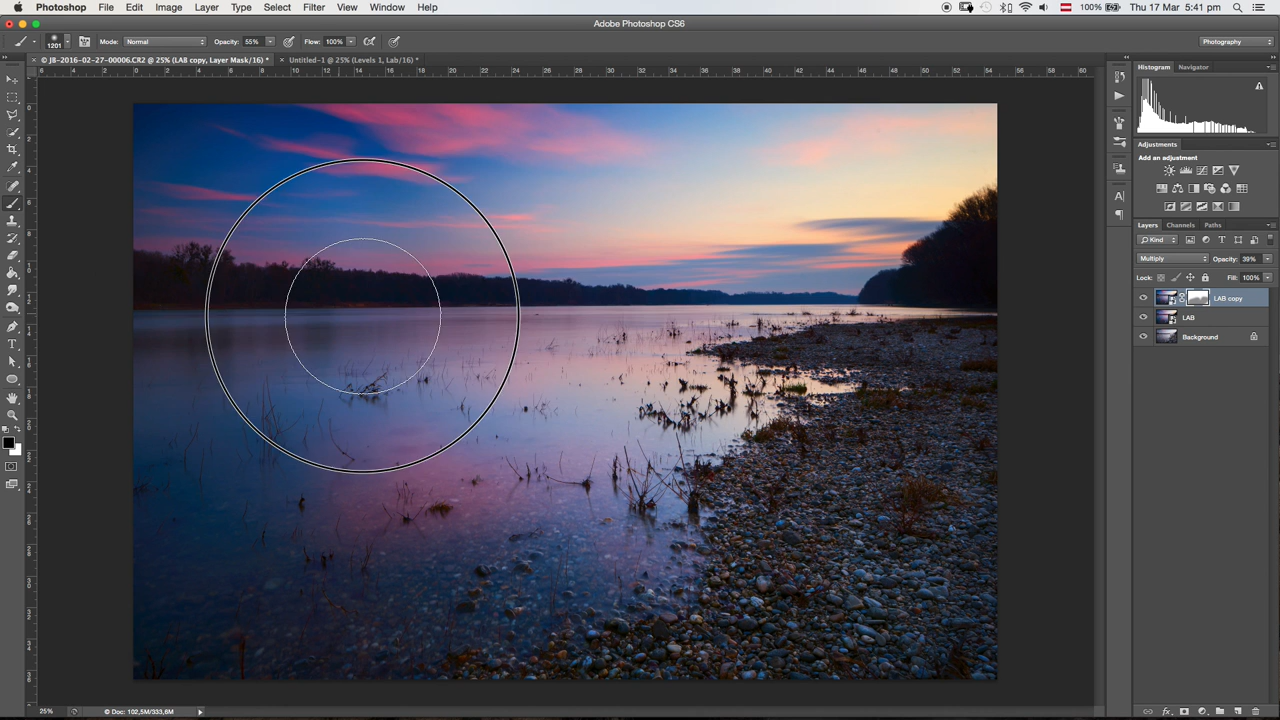 Photoshop File Edit Image Layer Type Select Filter View Window Help 100% Thu 17 Mar 5:41 pm
Adobe Photoshop CS6
1201 Mode: Normal Opacity: 55% Flow: 100% Photography
× © JB-2016-02-27-00006.CR2 @ 25% (LAB copy, Layer Mask/16) * × Untitled-1 @ 25% (Levels 1, Lab/16) *
Histogram Navigator
Adjustments
Add an adjustment
Layers Channels Paths
Kind
Multiply Opacity: 39%
Lock: Fill: 100%
LAB copy
LAB
Background
25% © Doc: 102,5M/333,6M